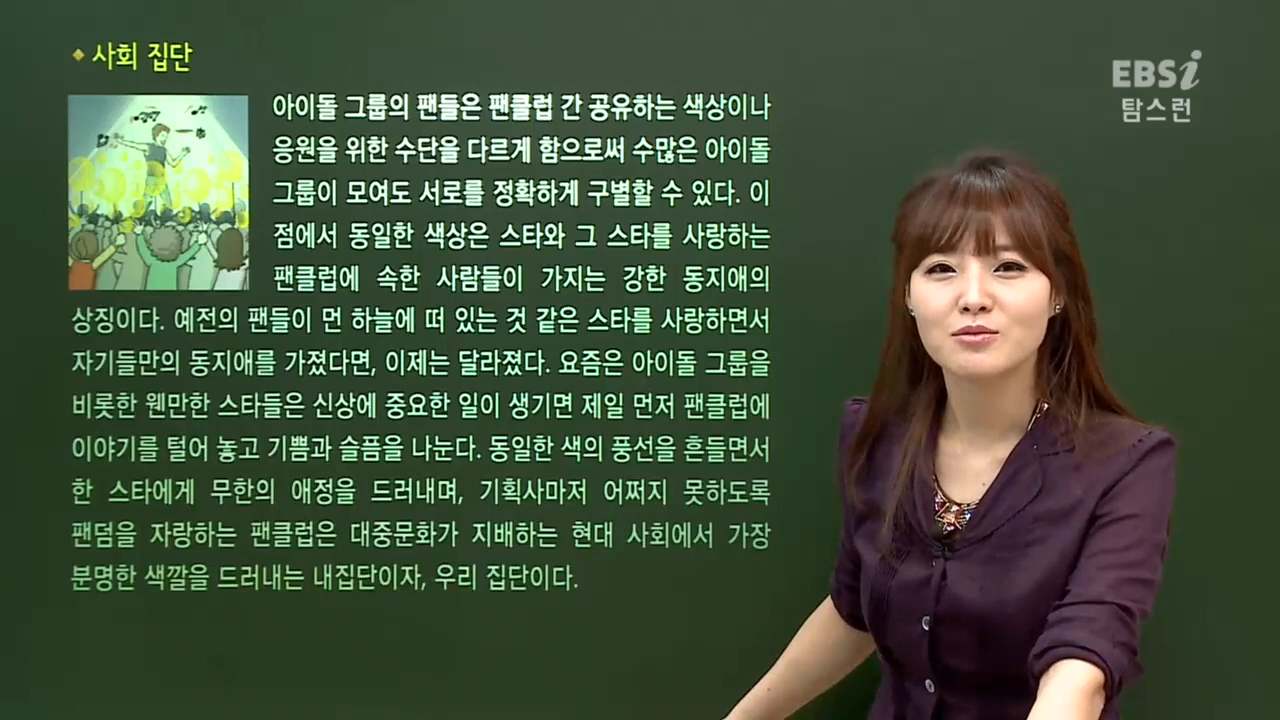 사회 집단
EBSi
탐스런
아이돌 그룹의 팬들은 팬클럽 간 공유하는 색상이나
응원을 위한 수단을 다르게 함으로써 수많은 아이돌
그룹이 모여도 서로를 정확하게 구별할 수 있다. 이
점에서 동일한 색상은 스타와 그 스타를 사랑하는
팬클럽에 속한 사람들이 가지는 강한 동지애의
상징이다. 예전의 팬들이 먼 하늘에 떠 있는 것 같은 스타를 사랑하면서
자기들만의 동지애를 가졌다면, 이제는 달라졌다. 요즘은 아이돌 그룹을
비롯한 웬만한 스타들은 신상에 중요한 일이 생기면 제일 먼저 팬클럽에
이야기를 털어 놓고 기쁨과 슬픔을 나눈다. 동일한 색의 풍선을 흔들면서
한 스타에게 무한의 애정을 드러내며, 기획사마저 어쩌지 못하도록
팬덤을 자랑하는 팬클럽은 대중문화가 지배하는 현대 사회에서 가장
분명한 색깔을 드러내는 내집단이자, 우리 집단이다.